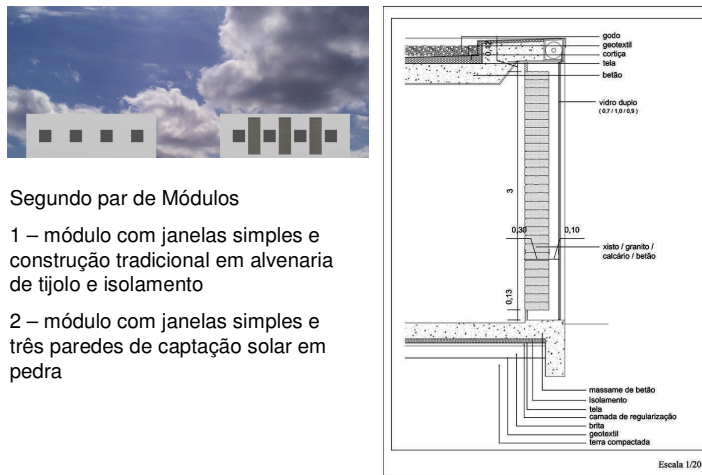 Segundo par de Módulos
1 – módulo com janelas simples e
construção tradicional em alvenaria
de tijolo e isolamento
2 – módulo com janelas simples e
três paredes de captação solar em
pedra
godo
geotextil
cortiça
tela
betão
vidro duplo
( 0,7 / 1,0 / 0,9 )
3
0,30
0,10
xisto / granito /
calcário / betão
0,13
massame de betão
Isolamento
tela
camada de regularização
brita
geotextil
terra compactada
Escala 1/20